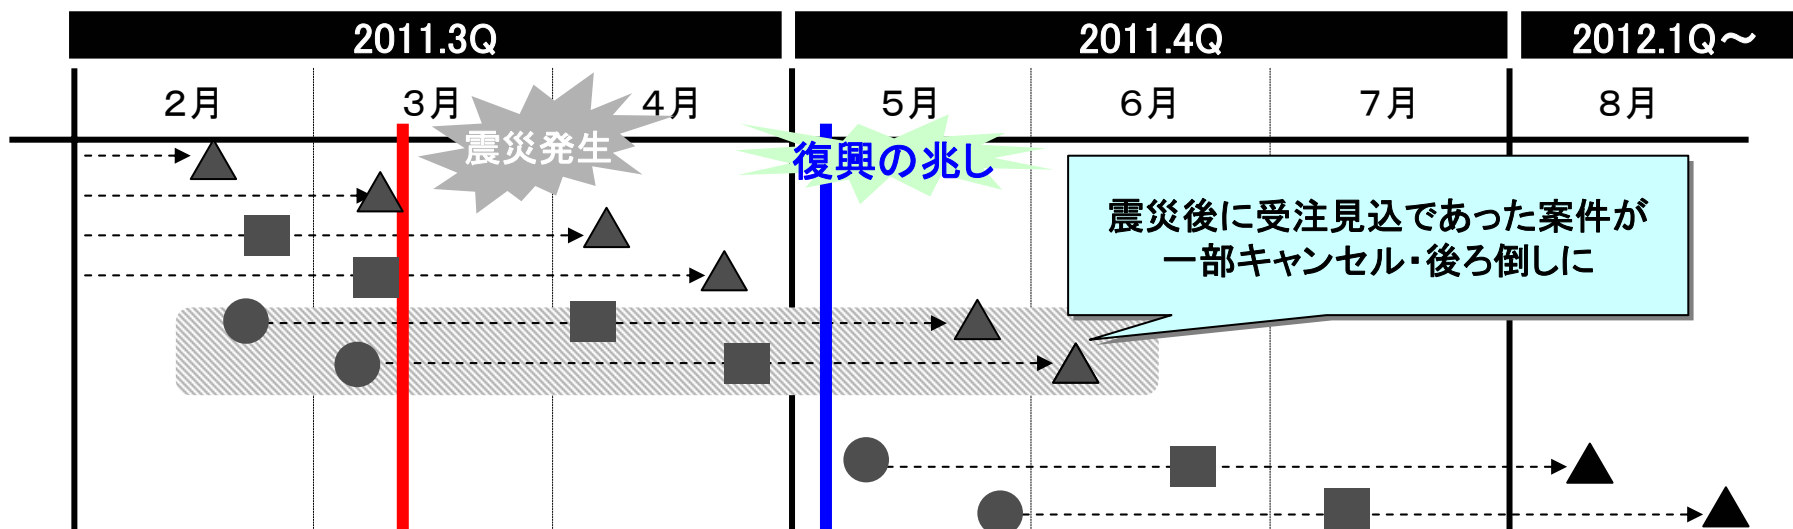 2011.3Q
2011.4Q
2012.1Q～
２月
３月
４月
５月
６月
７月
８月
震災発生
復興の兆し
震災後に受注見込であった案件が
一部キャンセル・後ろ倒しに